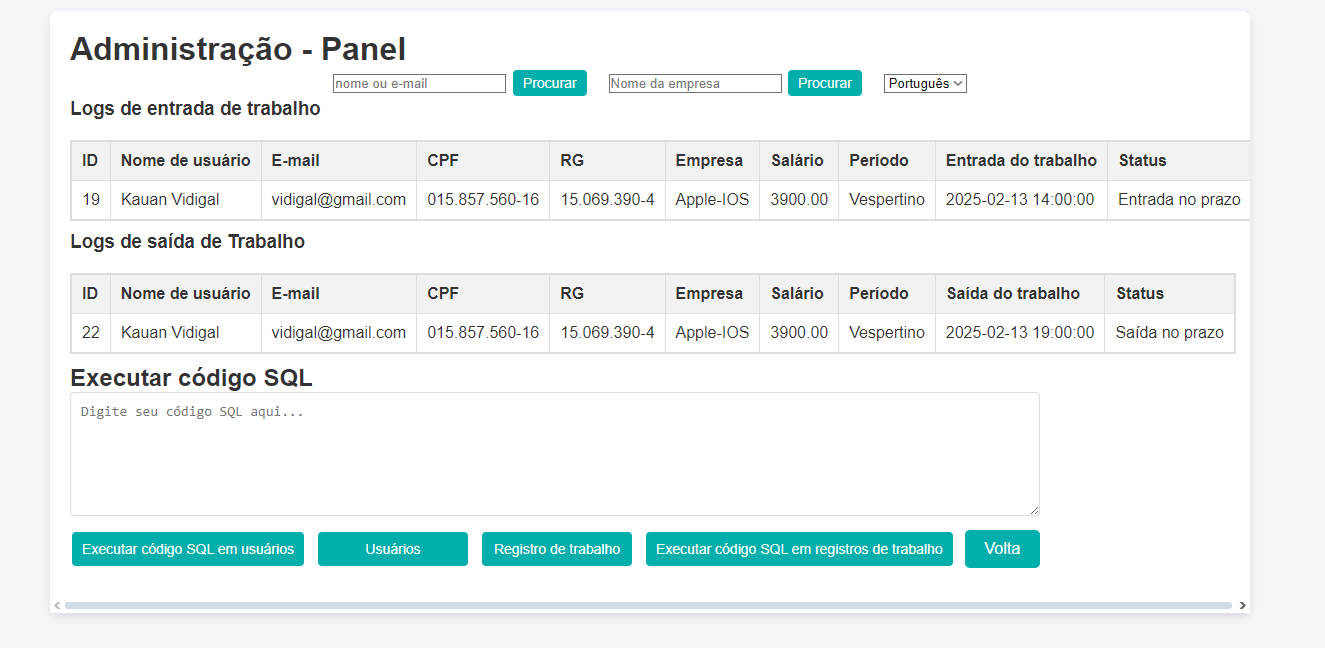 Administração - Panel
nome ou e-mail Procurar Nome da empresa Procurar Português
Logs de entrada de trabalho
ID Nome de usuário E-mail CPF RG Empresa Salário Período Entrada do trabalho Status
19 Kauan Vidigal vidigal@gmail.com 015.857.560-16 15.069.390-4 Apple-IOS 3900.00 Vespertino 2025-02-13 14:00:00 Entrada no prazo
Logs de saída de Trabalho
ID Nome de usuário E-mail CPF RG Empresa Salário Período Saída do trabalho Status
22 Kauan Vidigal vidigal@gmail.com 015.857.560-16 15.069.390-4 Apple-IOS 3900.00 Vespertino 2025-02-13 19:00:00 Saída no prazo
Executar código SQL
Digite seu código SQL aqui...
Executar código SQL em usuários Usuários Registro de trabalho Executar código SQL em registros de trabalho Volta